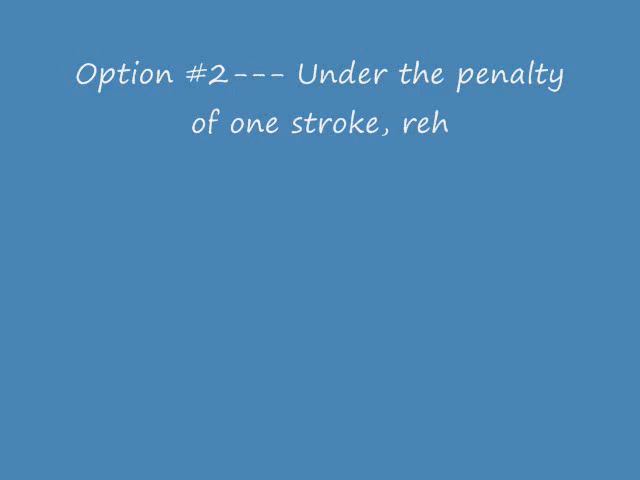 Option #2--- Under the penalty
of one stroke, reh